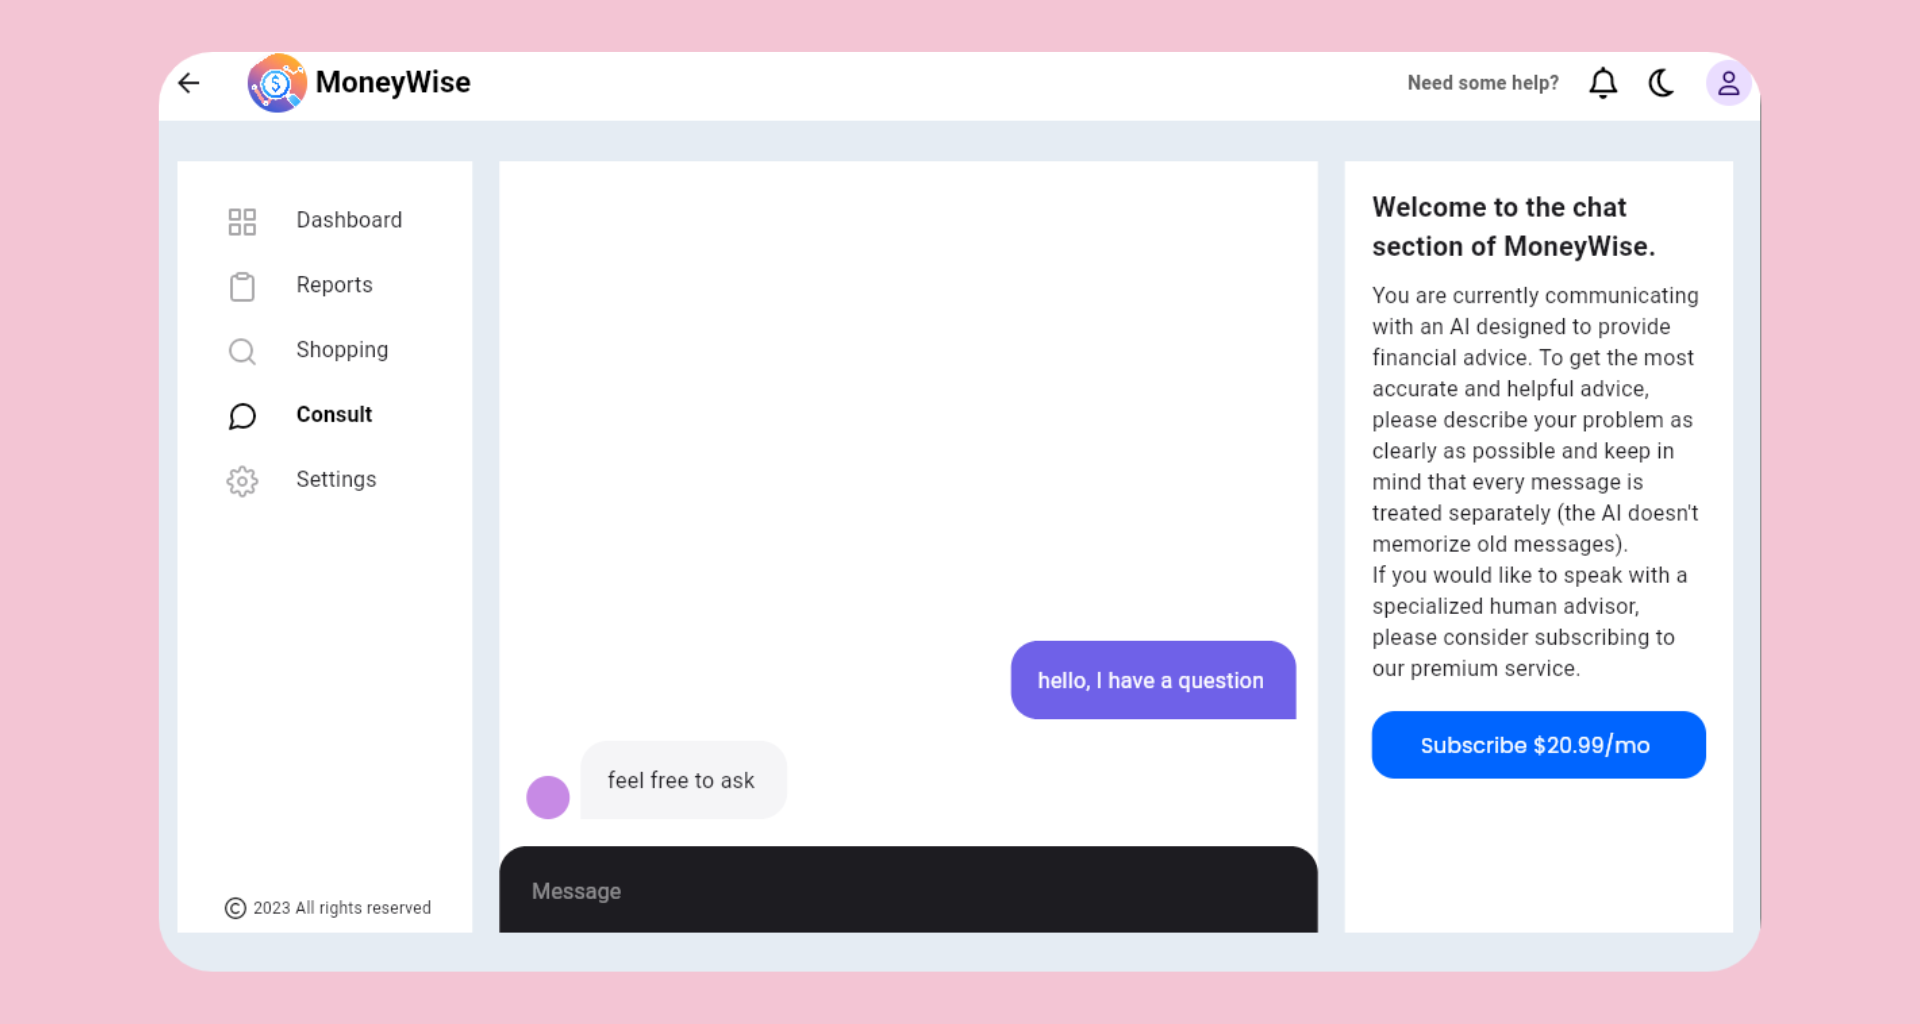 MoneyWise
Need some help?
Dashboard
Reports
Shopping
Consult
Settings
© 2023 All rights reserved
hello, I have a question
feel free to ask
Message
Welcome to the chat
section of MoneyWise.
You are currently communicating
with an AI designed to provide
financial advice. To get the most
accurate and helpful advice,
please describe your problem as
clearly as possible and keep in
mind that every message is
treated separately (the AI doesn't
memorize old messages).
If you would like to speak with a
specialized human advisor,
please consider subscribing to
our premium service.
Subscribe $20.99/mo